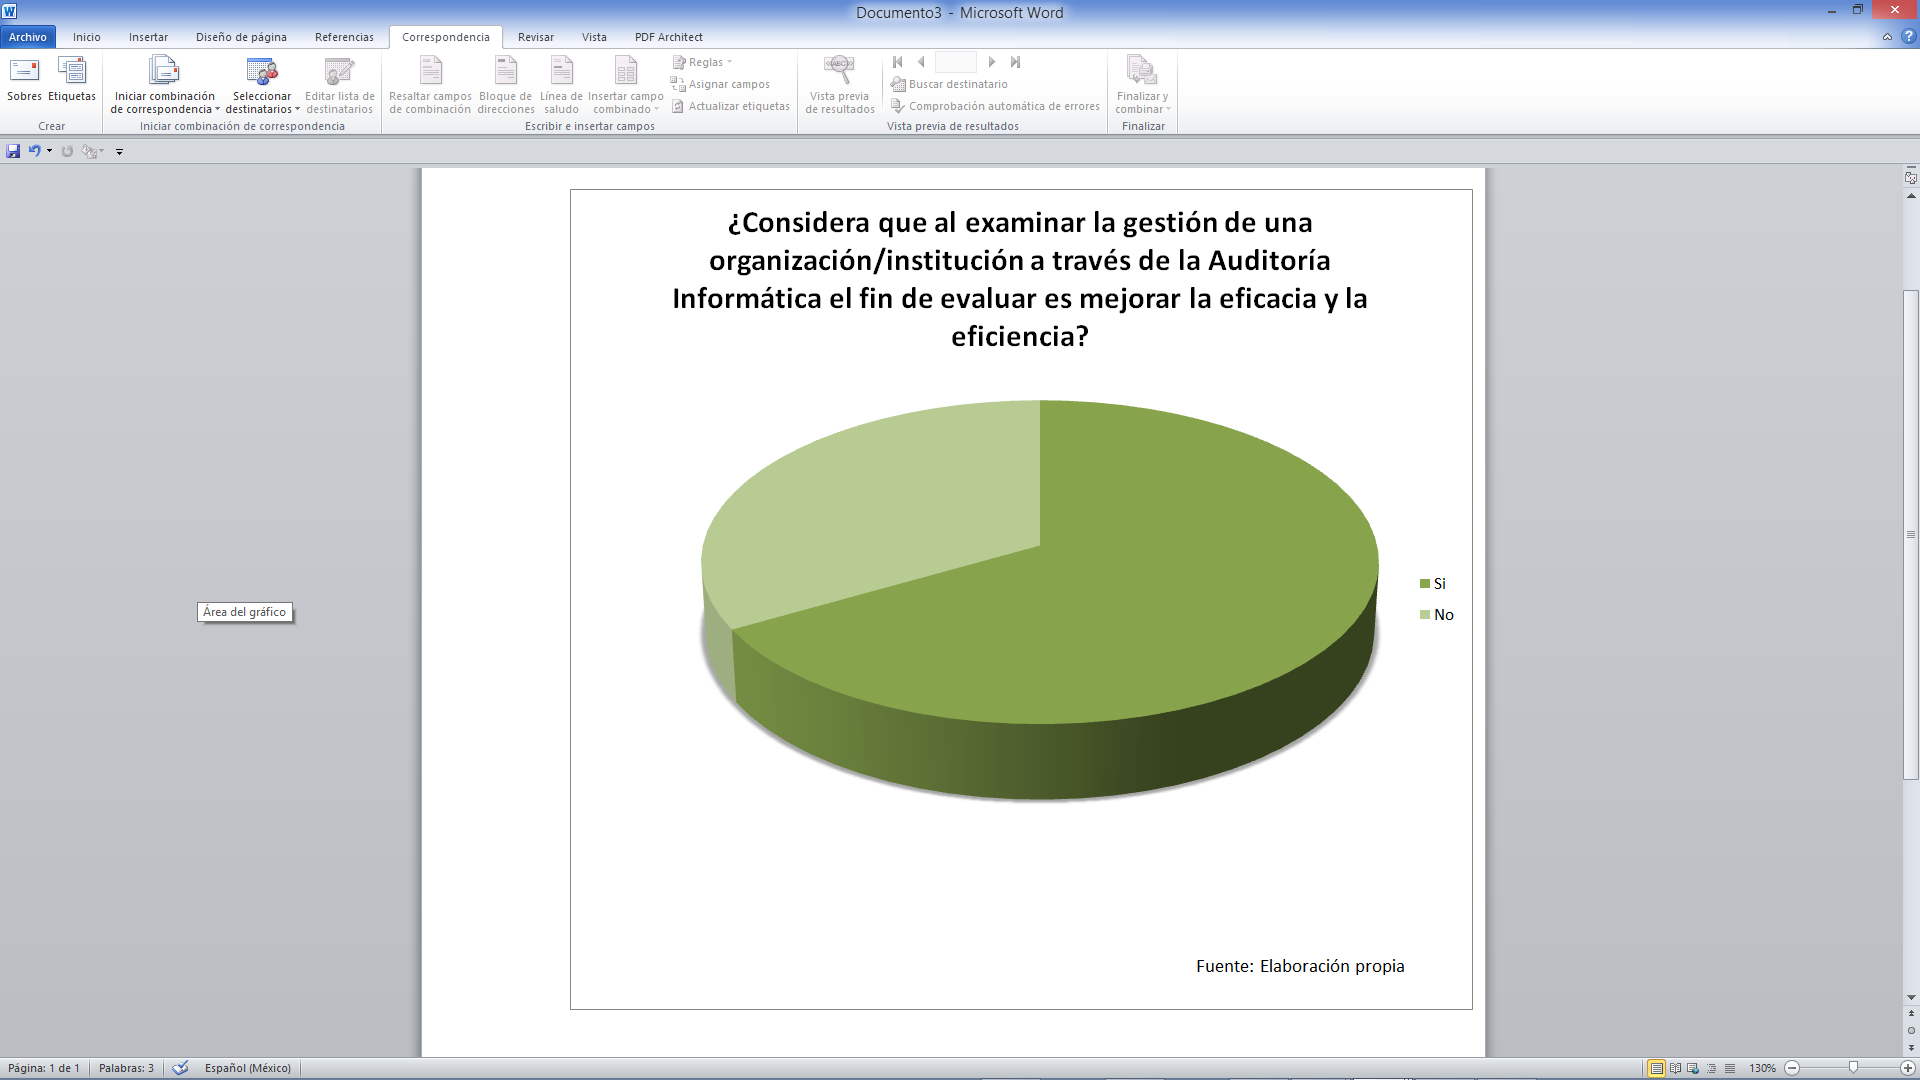 Documento3 - Microsoft Word
Archivo Inicio Insertar Diseño de página Referencias Correspondencia Revisar Vista PDF Architect
Sobres
Etiquetas
Crear
Iniciar combinación
de correspondencia
Seleccionar
destinatarios
Editar lista de
destinatarios
Iniciar combinación de correspondencia
Resaltar campos
de combinación
Bloque de
direcciones
Línea de
saludo
Insertar campo
combinado
Reglas
Asignar campos
Actualizar etiquetas
Escribir e insertar campos
Vista previa
de resultados
Buscar destinatario
Comprobación automática de errores
Vista previa de resultados
Finalizar y
combinar
Finalizar
¿Considera que al examinar la gestión de una
organización/institución a través de la Auditoría
Informática el fin de evaluar es mejorar la eficacia y la
eficiencia?
Si
No
Área del gráfico
Fuente: Elaboración propia
Página: 1 de 1 Palabras: 3 Español (México) 130%